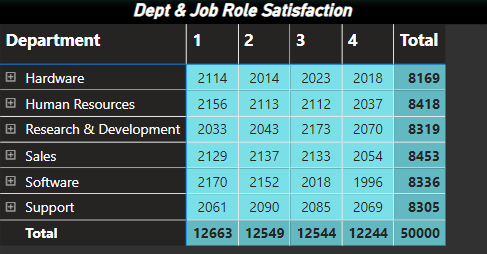 Dept & Job Role Satisfaction
Department 1 2 3 4 Total
Hardware 2114 2014 2023 2018 8169
Human Resources 2156 2113 2112 2037 8418
Research & Development 2033 2043 2173 2070 8319
Sales 2129 2137 2133 2054 8453
Software 2170 2152 2018 1996 8336
Support 2061 2090 2085 2069 8305
Total 12663 12549 12544 12244 50000